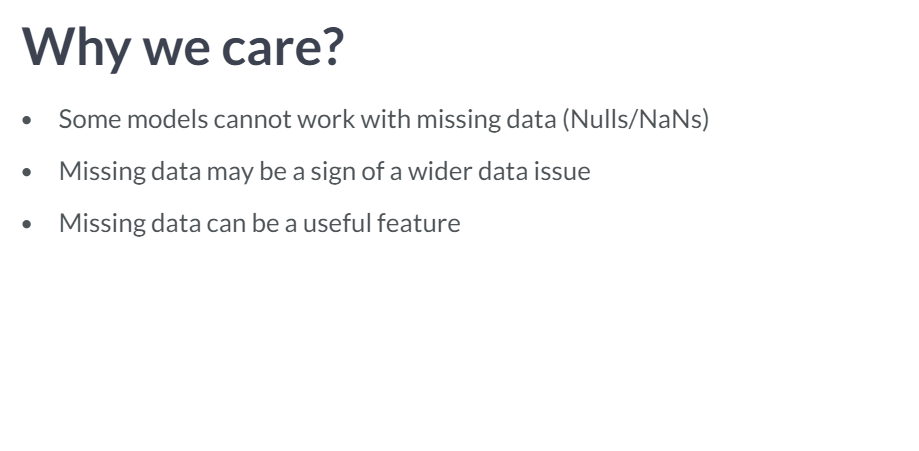 Why we care?
• Some models cannot work with missing data (Nulls/NaNs)
• Missing data may be a sign of a wider data issue
• Missing data can be a useful feature